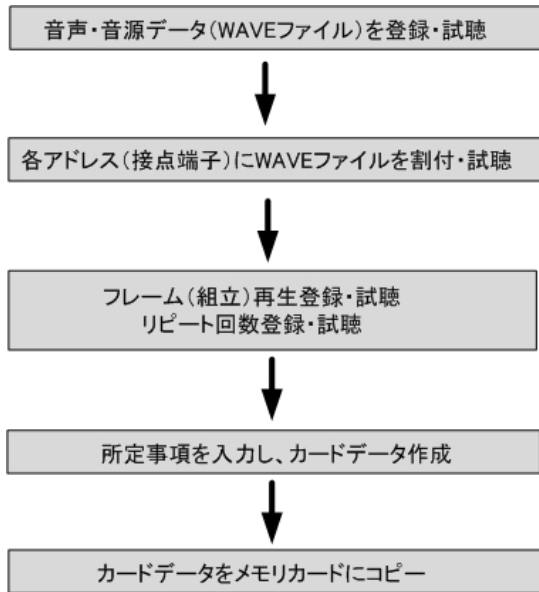 音声・音源データ(WAVEファイル)を登録・試聴
各アドレス(接点端子)にWAVEファイルを割付・試聴
フレーム(組立)再生登録・試聴
リピート回数登録・試聴
所定事項を入力し、カードデータ作成
カードデータをメモリカードにコピー